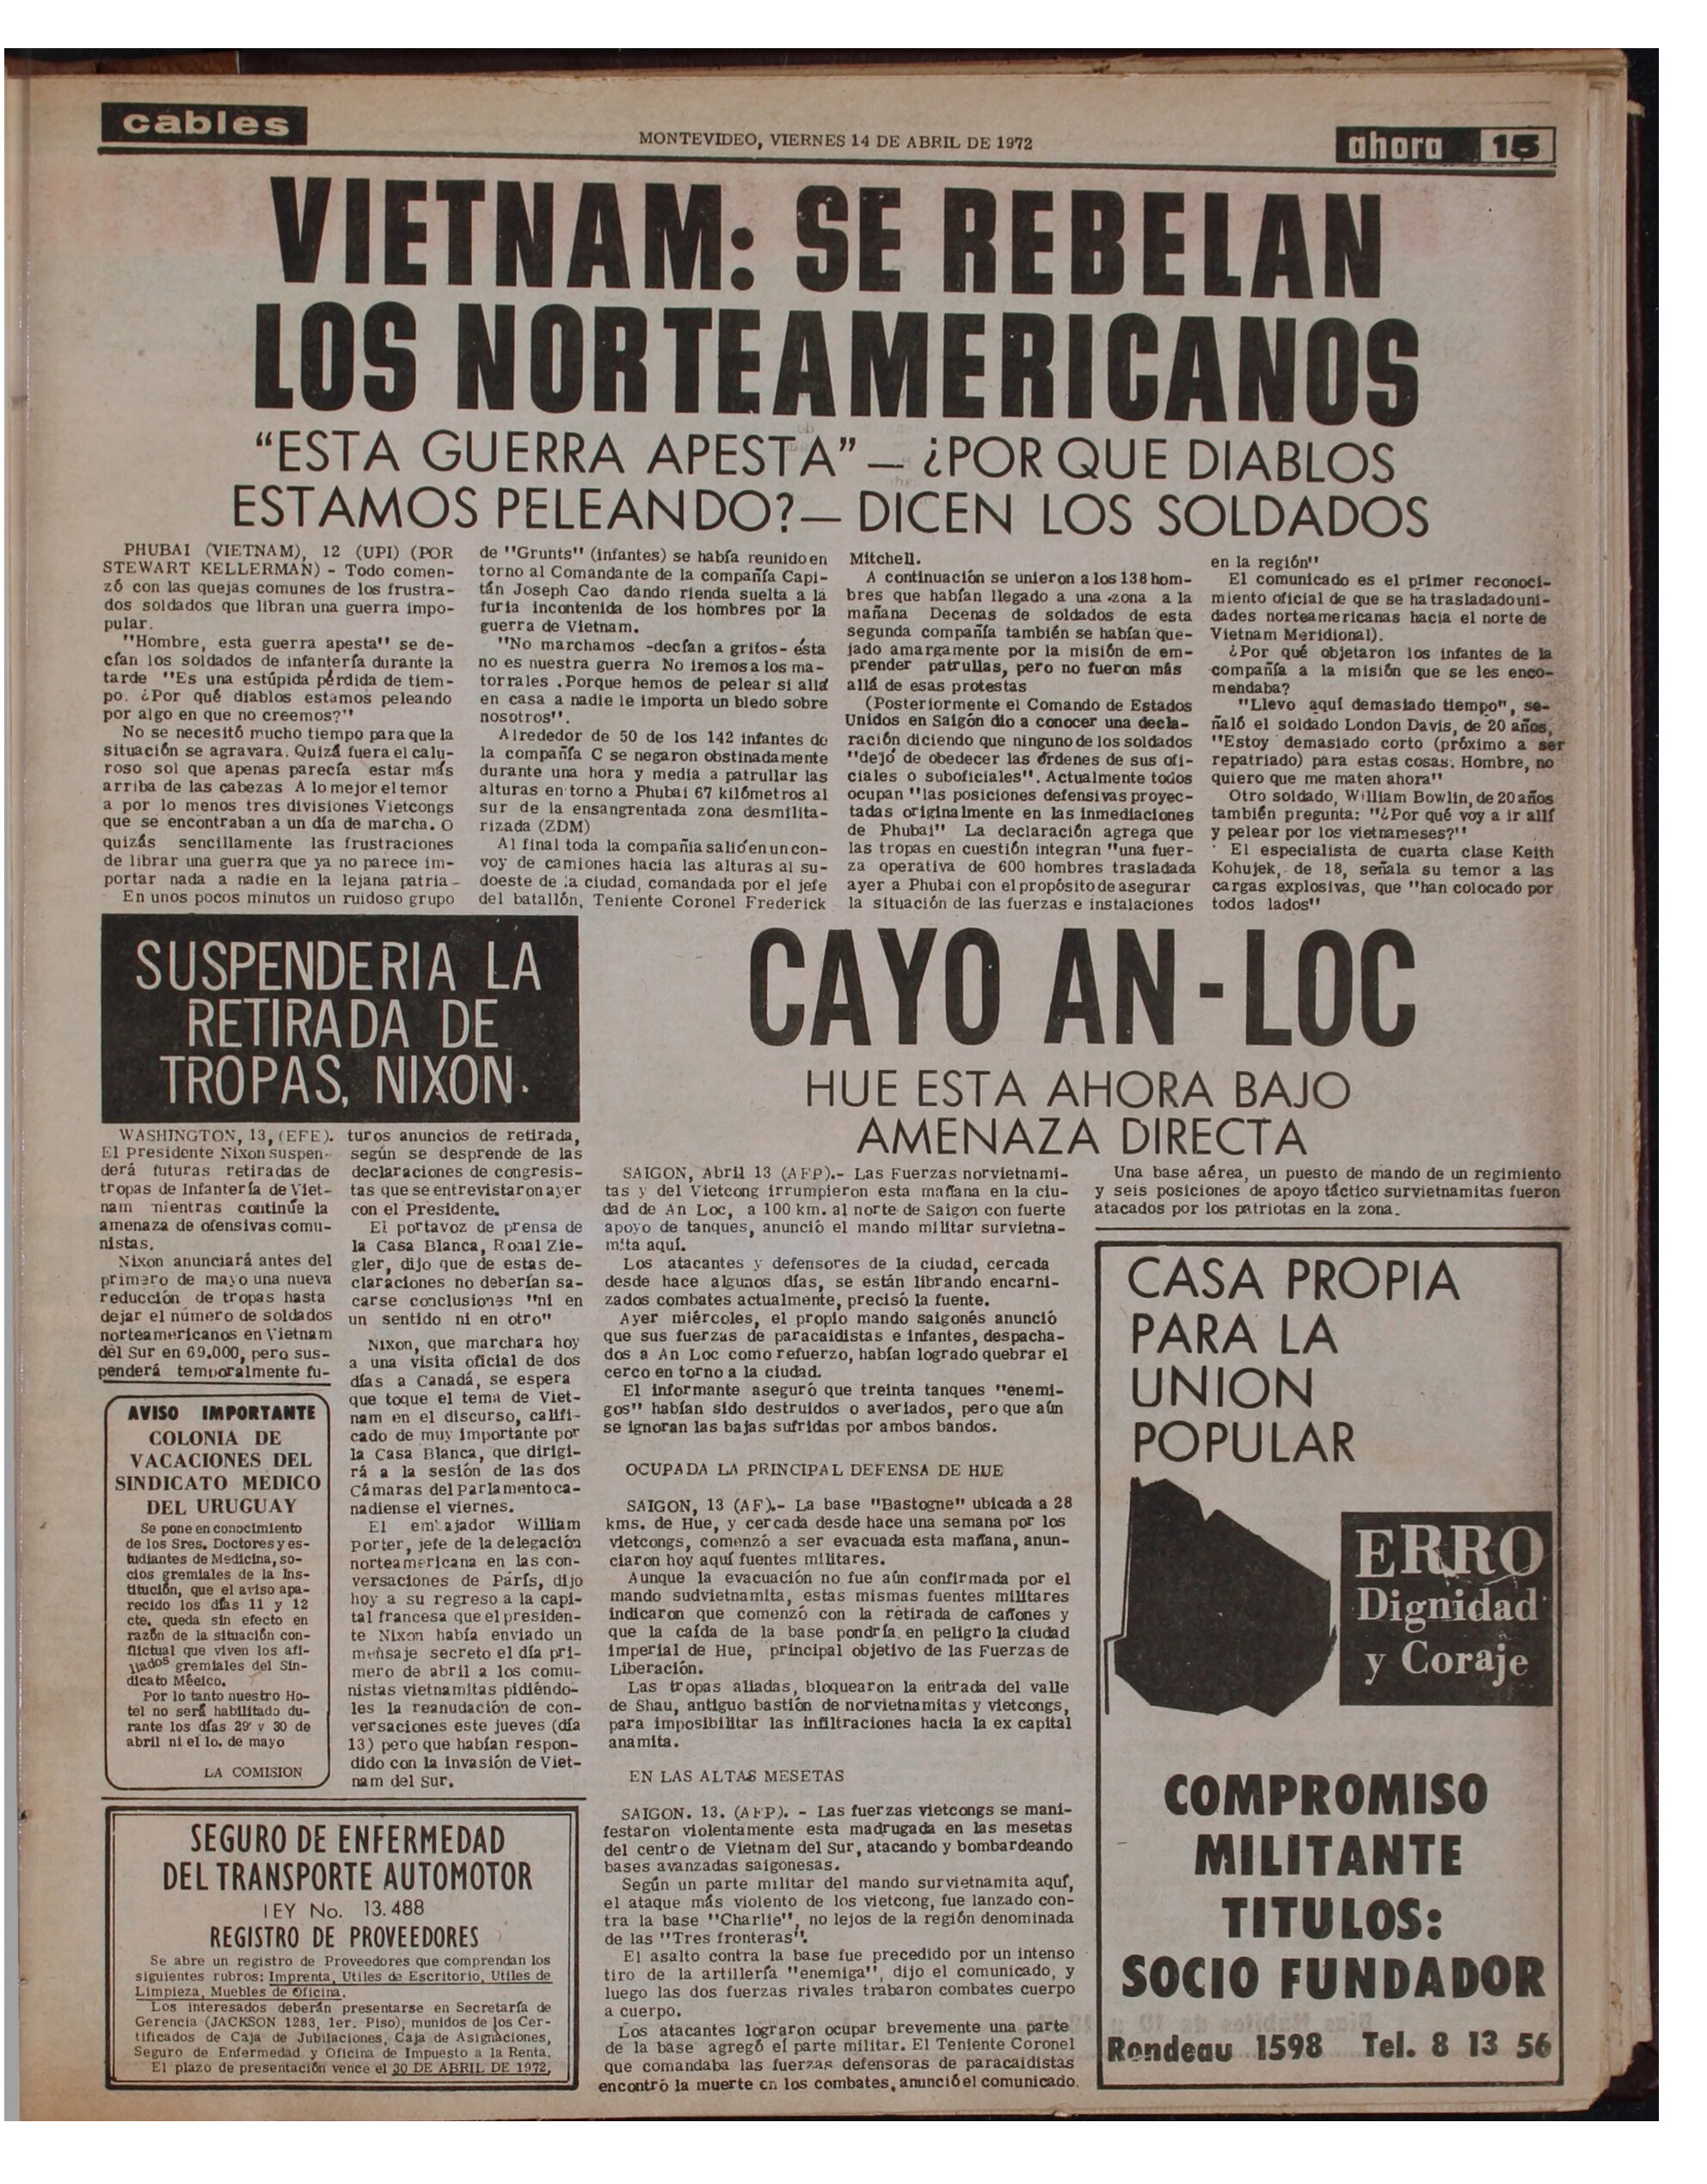 cables
MONTEVIDEO, VIERNES 14 DE ABRIL DE 1972
ahora 15
VIETNAM: SE REBELAN
LOS NORTEAMERICANOS
"ESTA GUERRA APESTA" — ¿POR QUE DIABLOS
ESTAMOS PELEANDO?— DICEN LOS SOLDADOS
PHUBAI (VIETNAM), 12 (UPI) (POR
STEWART KELLERMAN) - Todo comen-
zó con las quejas comunes de los frustra-
dos soldados que libran una guerra impo-
pular.
"Hombre, esta guerra apesta" se de-
cían los soldados de infantería durante la
tarde "Es una estúpida pérdida de tiem-
po. ¿Por qué diablos estamos peleando
por algo en que no creemos?"
No se necesitó mucho tiempo para que la
situación se agravara. Quizá fuera el calu-
roso sol que apenas parecía estar más
arriba de las cabezas A lo mejor el temor
a por lo menos tres divisiones Vietcongs
que se encontraban a un día de marcha. O
quizás sencillamente las frustraciones
de librar una guerra que ya no parece im-
portar nada a nadie en la lejana patria-
En unos pocos minutos un ruidoso grupo
de "Grunts" (infantes) se había reunido en
torno al Comandante de la compañía Capi-
tán Joseph Cao dando rienda suelta a la
furia incontenida de los hombres por la
guerra de Vietnam.
"No marchamos -decían a gritos- ésta
no es nuestra guerra No iremos a los ma-
torrales .Porque hemos de pelear si allá
en casa a nadie le importa un bledo sobre
nosotros".
Alrededor de 50 de los 142 infantes de
la compañía C se negaron obstinadamente
durante una hora y media a patrullar las
alturas en torno a Phubai 67 kilómetros al
sur de la ensangrentada zona desmilita-
rizada (ZDM)
Al final toda la compañía salió en un con-
voy de camiones hacia las alturas al su-
doeste de la ciudad, comandada por el jefe
del batallón, Teniente Coronel Frederick
Mitchell.
A continuación se unieron a los 138 hom-
bres que habían llegado a una zona a la
mañana Decenas de soldados de esta
segunda compañía también se habían que-
jado amargamente por la misión de em-
prender patrullas, pero no fueron más
allá de esas protestas
(Posteriormente el Comando de Estados
Unidos en Saigón dio a conocer una decla-
ración diciendo que ninguno de los soldados
"dejó de obedecer las órdenes de sus ofi-
ciales o suboficiales". Actualmente todos
ocupan "las posiciones defensivas proyec-
tadas originalmente en las inmediaciones
de Phubai" La declaración agrega que
las tropas en cuestión integran "una fuer-
za operativa de 600 hombres trasladada
ayer a Phubai con el propósito de asegurar
la situación de las fuerzas e instalaciones
en la región"
El comunicado es el primer reconoci-
miento oficial de que se ha trasladado uni-
dades norteamericanas hacia el norte de
Vietnam Meridional).
¿Por qué objetaron los infantes de la
compañía a la misión que se les enco-
mendaba?
"Llevo aquí demasiado tiempo", se-
ñaló el soldado London Davis, de 20 años,
"Estoy demasiado corto (próximo a ser
repatriado) para estas cosas. Hombre, no
quiero que me maten ahora"
Otro soldado, William Bowlin, de 20 años
también pregunta: "¿Por qué voy a ir allí
y pelear por los vietnameses?"
El especialista de cuarta clase Keith
Kohujek, de 18, señala su temor a las
cargas explosivas, que "han colocado por
todos lados"
SUSPENDERIA LA
RETIRADA DE
TROPAS, NIXON.
WASHINGTON, 13, (EFE).
El Presidente Nixon suspen-
derá futuras retiradas de
tropas de Infantería de Viet-
nam mientras continúe la
amenaza de ofensivas comu-
nistas.
Nixon anunciará antes del
primero de mayo una nueva
reducción de tropas hasta
dejar el número de soldados
norteamericanos en Vietnam
del Sur en 69.000, pero sus-
penderá temporalmente fu-
turos anuncios de retirada,
según se desprende de las
declaraciones de congresis-
tas que se entrevistaron ayer
con el Presidente.
El portavoz de prensa de
la Casa Blanca, Ronal Zie-
gler, dijo que de estas de-
claraciones no deberían sa-
carse conclusiones "ni en
un sentido ni en otro"
Nixon, que marchara hoy
a una visita oficial de dos
días a Canadá, se espera
que toque el tema de Viet-
nam en el discurso, califi-
cado de muy importante por
la Casa Blanca, que dirigi-
rá a la sesión de las dos
Cámaras del Parlamento ca-
nadiense el viernes.
El embajador William
Porter, jefe de la delegación
norteamericana en las con-
versaciones de París, dijo
hoy a su regreso a la capi-
tal francesa que el presiden-
te Nixon había enviado un
mensaje secreto el día pri-
mero de abril a los comu-
nistas vietnamitas pidiéndo-
les la reanudación de con-
versaciones este jueves (día
13) pero que habían respon-
dido con la invasión de Viet-
nam del Sur.
AVISO IMPORTANTE
COLONIA DE
VACACIONES DEL
SINDICATO MEDICO
DEL URUGUAY
Se pone en conocimiento
de los Sres. Doctores y es-
tudiantes de Medicina, so-
cios gremiales de la Ins-
titución, que el aviso apa-
recido los días 11 y 12
cte. queda sin efecto en
razón de la situación con-
flictual que viven los afi-
liados gremiales del Sin-
dicato Méeico.
Por lo tanto nuestro Ho-
tel no será habilitado du-
rante los días 29 y 30 de
abril ni el lo. de mayo
LA COMISION
SEGURO DE ENFERMEDAD
DEL TRANSPORTE AUTOMOTOR
LEY No. 13.488
REGISTRO DE PROVEEDORES
Se abre un registro de Proveedores que comprendan los
siguientes rubros: Imprenta, Utiles de Escritorio, Utiles de
Limpieza, Muebles de Oficina.
Los interesados deberán presentarse en Secretaría de
Gerencia (JACKSON 1283, 1er. Piso), munidos de los Cer-
tificados de Caja de Jubilaciones, Caja de Asignaciones,
Seguro de Enfermedad y Oficina de Impuesto a la Renta.
El plazo de presentación vence el 30 DE ABRIL DE 1972.
CAYO AN-LOC
HUE ESTA AHORA BAJO
AMENAZA DIRECTA
SAIGON, Abril 13 (AFP).- Las Fuerzas norvietnami-
tas y del Vietcong irrumpieron esta mañana en la ciu-
dad de An Loc, a 100 km. al norte de Saigon con fuerte
apoyo de tanques, anunció el mando militar survietna-
mita aquí.
Los atacantes y defensores de la ciudad, cercada
desde hace algunos días, se están librando encarni-
zados combates actualmente, precisó la fuente.
Ayer miércoles, el propio mando saigonés anunció
que sus fuerzas de paracaidistas e infantes, despacha-
dos a An Loc como refuerzo, habían logrado quebrar el
cerco en torno a la ciudad.
El informante aseguró que treinta tanques "enemi-
gos" habían sido destruidos o averiados, pero que aún
se ignoran las bajas sufridas por ambos bandos.
OCUPADA LA PRINCIPAL DEFENSA DE HUE
SAIGON, 13 (AF).- La base "Bastogne" ubicada a 28
kms. de Hue, y cercada desde hace una semana por los
vietcongs, comenzó a ser evacuada esta mañana, anun-
ciaron hoy aquí fuentes militares.
Aunque la evacuación no fue aún confirmada por el
mando sudvietnamita, estas mismas fuentes militares
indicaron que comenzó con la retirada de cañones y
que la caída de la base pondría en peligro la ciudad
imperial de Hue, principal objetivo de las Fuerzas de
Liberación.
Las tropas aliadas, bloquearon la entrada del valle
de Shau, antiguo bastión de norvietnamitas y vietcongs,
para imposibilitar las infiltraciones hacia la ex capital
anamita.
EN LAS ALTAS MESETAS
SAIGON. 13. (AFP). - Las fuerzas vietcongs se mani-
festaron violentamente esta madrugada en las mesetas
del centro de Vietnam del Sur, atacando y bombardeando
bases avanzadas saigonesas.
Según un parte militar del mando survietnamita aquí,
el ataque más violento de los vietcong, fue lanzado con-
tra la base "Charlie", no lejos de la región denominada
de las "Tres fronteras".
El asalto contra la base fue precedido por un intenso
tiro de la artillería "enemiga", dijo el comunicado, y
luego las dos fuerzas rivales trabaron combates cuerpo
a cuerpo.
Los atacantes lograron ocupar brevemente una parte
de la base agregó el parte militar. El Teniente Coronel
que comandaba las fuerzas defensoras de paracaidistas
encontró la muerte en los combates, anunció el comunicado.
Una base aérea, un puesto de mando de un regimiento
y seis posiciones de apoyo táctico survietnamitas fueron
atacados por los patriotas en la zona.
CASA PROPIA
PARA LA
UNION
POPULAR
ERRO
Dignidad
y Coraje
COMPROMISO
MILITANTE
TITULOS:
SOCIO FUNDADOR
Rondeau 1598 Tel. 8 13 56